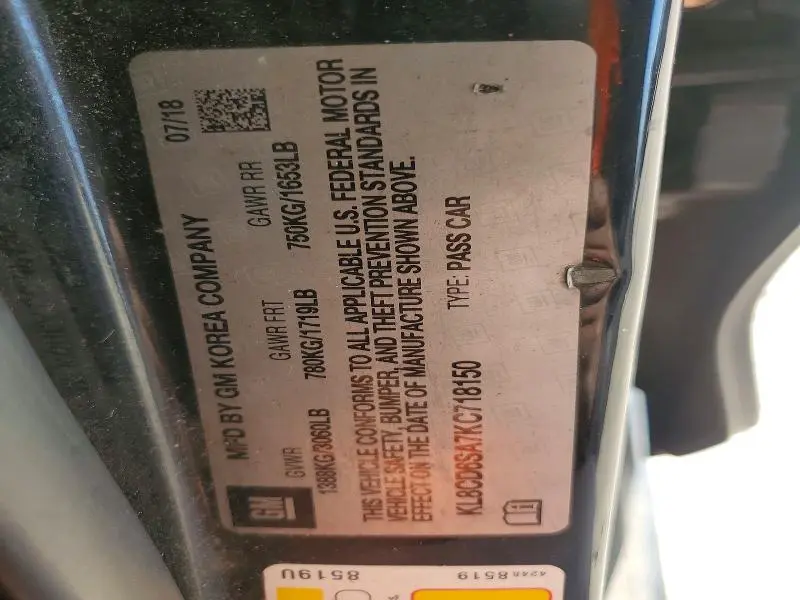 GM
MFD BY GM KOREA COMPANY 07/18
GVWR GAWR FRT GAWR RR
1388KG/3060LB 780KG/1719LB 750KG/1653LB
THIS VEHICLE CONFORMS TO ALL APPLICABLE U.S. FEDERAL MOTOR
VEHICLE SAFETY, BUMPER, AND THEFT PREVENTION STANDARDS IN
EFFECT ON THE DATE OF MANUFACTURE SHOWN ABOVE.
KL8CD6SA7KC718150 TYPE: PASS CAR
8519U
424B 8519